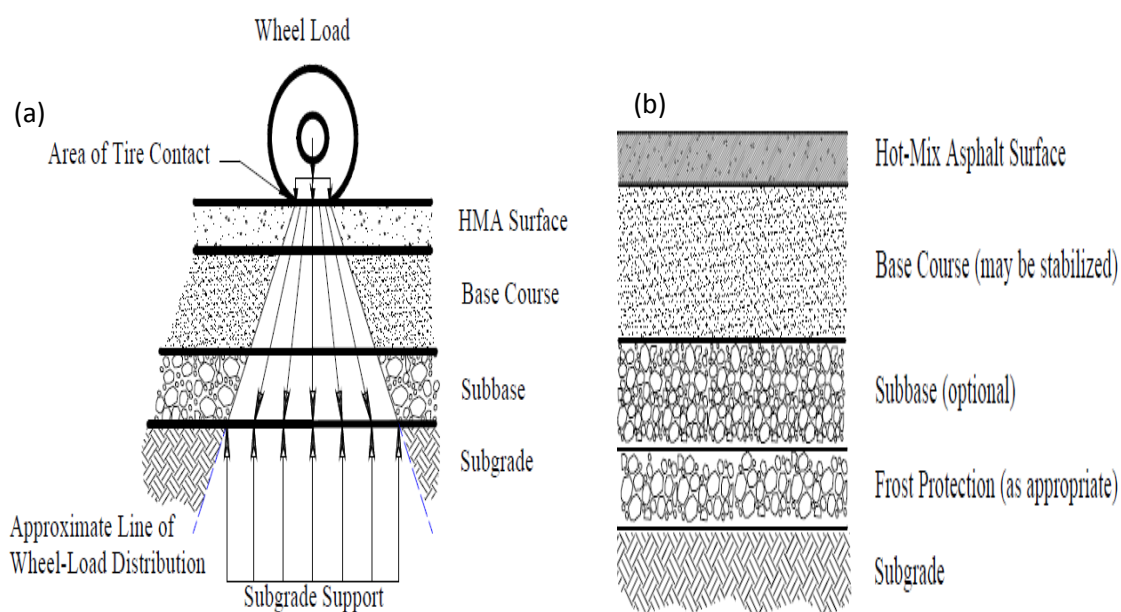 Wheel Load
(a)
Area of Tire Contact
HMA Surface
Base Course
Subbase
Subgrade
Approximate Line of
Wheel-Load Distribution
Subgrade Support
(b)
Hot-Mix Asphalt Surface
Base Course (may be stabilized)
Subbase (optional)
Frost Protection (as appropriate)
Subgrade